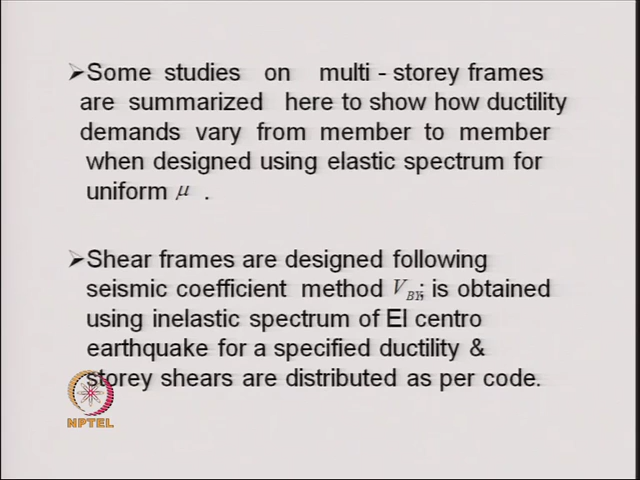 ➢Some studies on multi - storey frames
are summarized here to show how ductility
demands vary from member to member
when designed using elastic spectrum for
uniform μ .
➢Shear frames are designed following
seismic coefficient method V_BY; is obtained
using inelastic spectrum of El centro
earthquake for a specified ductility &
storey shears are distributed as per code.
NPTEL